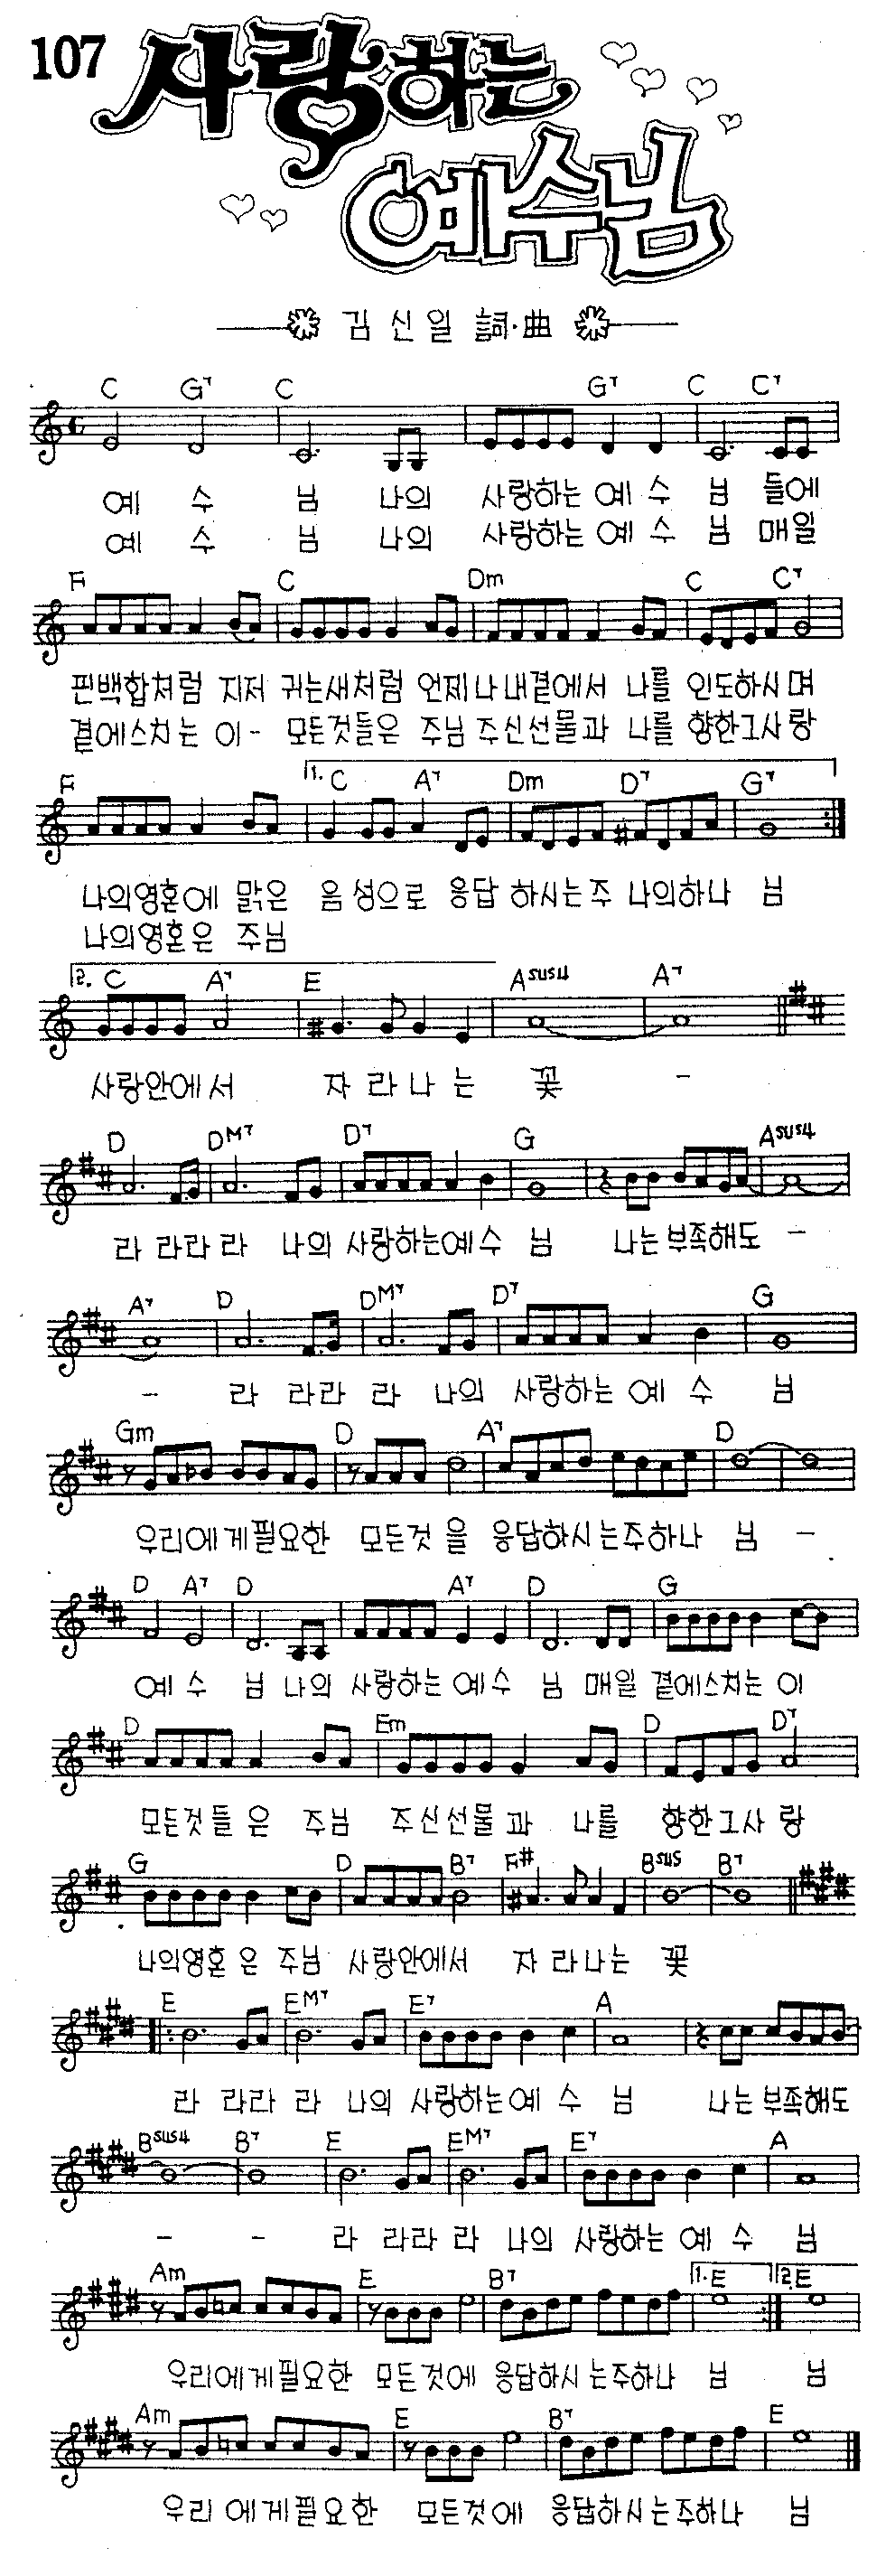 107 사랑하는
예수님
김신일 詞·曲
C G7 C G7 C C7
예 수 님 나의 사랑하는 예 수 님 들에
예 수 님 나의 사랑하는 예 수 님 매일
F C Dm C C7
핀백합처럼 지저 귀는새처럼 언제나내곁에서 나를 인도하시며
곁에스치는 이- 모든것들은 주님 주신선물과 나를 향한그사랑
F 1. C A7 Dm D7 G7
나의영혼에 맑은 음성으로 응답 하시는주 나의하나 님
나의영혼은 주님
2. C A7 E Asus4 A7
사랑안에서 자 라나는 꽃 -
D DM7 D7 G Asus4
라 라라 라 나의 사랑하는예수 님 나는부족해도 -
A7 D DM7 D7 G
- 라 라라 라 나의 사랑하는 예 수 님
Gm D A7 D
우리에게필요한 모든것 을 응답하시는주하나 님 -
D A7 D A7 D G
예 수 님 나의 사랑하는 예수 님 매일 곁에스치는 이
D Em D D7
모든것들 은 주님 주신선물과 나를 향한그사 랑
G D B7 F# Bsus B7
나의영혼 은 주님 사랑안에서 자 라나는 꽃
E EM7 E7 A
라 라라 라 나의 사랑하는예 수 님 나는부족해도
Bsus4 B7 E EM7 E7 A
- - 라 라라 라 나의 사랑하는 예 수 님
Am E B7 1. E 2. E
우리에게필요한 모든것에 응답하시는주하나 님 님
Am E B7 E
우리 에게필요한 모든것에 응답하시는주하나 님